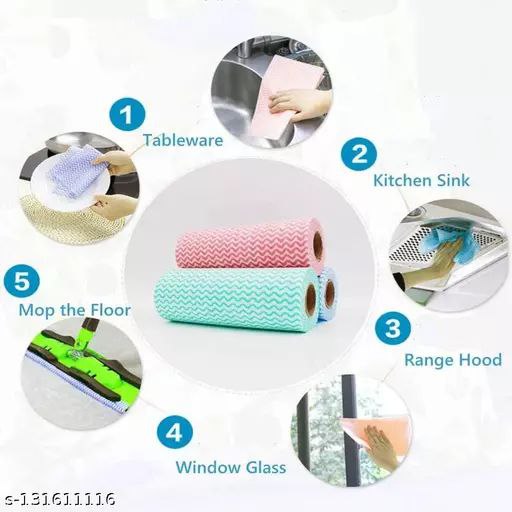 1
Tableware
2
Kitchen Sink
3
Range Hood
4
Window Glass
5
Mop the Floor
s-131611116